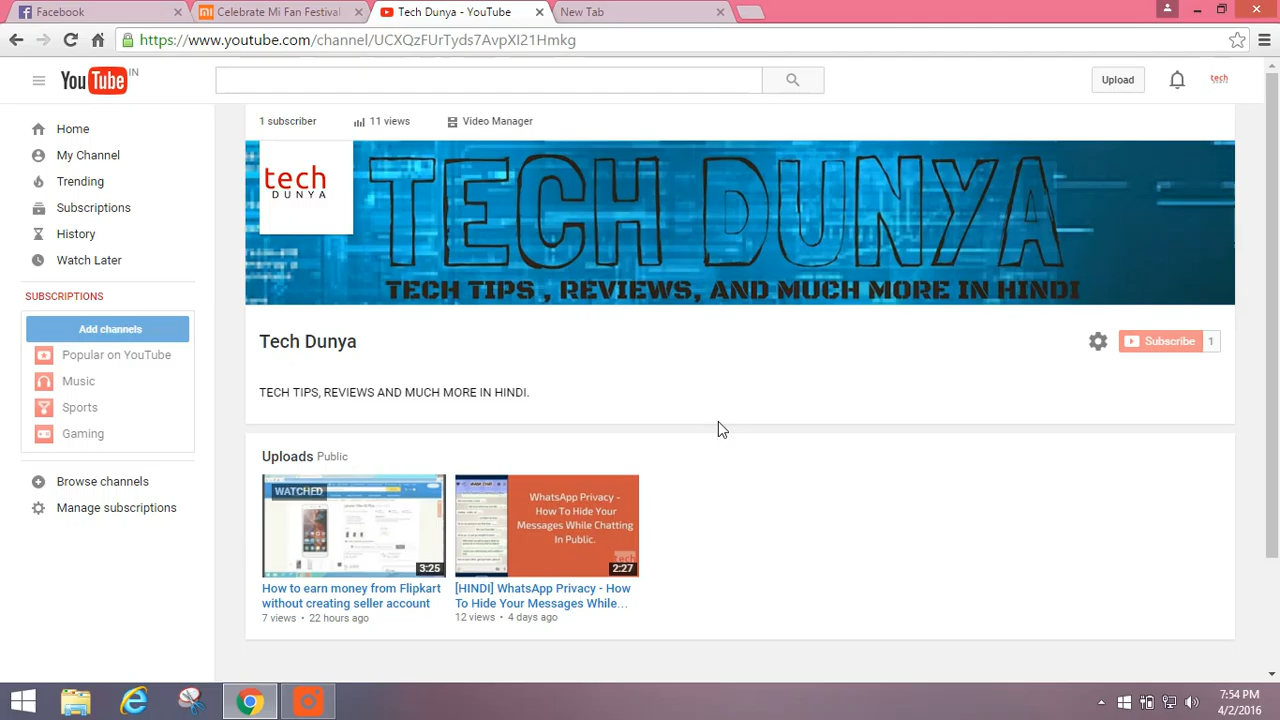 Facebook
Celebrate Mi Fan Festival
Tech Dunya - YouTube
New Tab
https://www.youtube.com/channel/UCXQzFUrTyds7AvpXI21Hmkg
YouTube IN
Upload
tech
Home
My Channel
Trending
Subscriptions
History
Watch Later
SUBSCRIPTIONS
Add channels
Popular on YouTube
Music
Sports
Gaming
Browse channels
Manage subscriptions
1 subscriber
11 views
Video Manager
tech
DUNYA
TECH DUNYA
TECH TIPS , REVIEWS, AND MUCH MORE IN HINDI
Tech Dunya
Subscribe 1
TECH TIPS, REVIEWS AND MUCH MORE IN HINDI.
Uploads Public
WATCHED
3:25
How to earn money from Flipkart
without creating seller account
7 views • 22 hours ago
WhatsApp Privacy -
How To Hide Your
Messages While Chatting
In Public.
tech
2:27
[HINDI] WhatsApp Privacy - How
To Hide Your Messages While...
12 views • 4 days ago
7:54 PM
4/2/2016